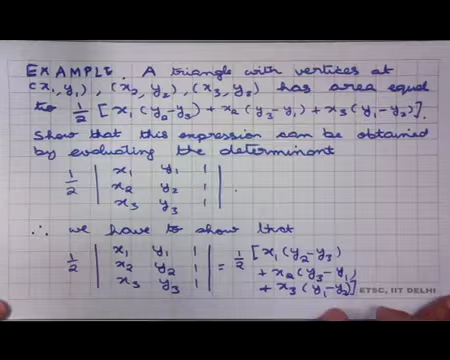 EXAMPLE. A triangle with vertices at
(x₁, y₁), (x₂, y₂), (x₃, y₃) has area equal
to 1/2 [x₁(y₂-y₃) + x₂(y₃-y₁) + x₃(y₁-y₂)].
Show that this expression can be obtained
by evaluating the determinant
1/2 | x₁ y₁ 1 |
| x₂ y₂ 1 |
| x₃ y₃ 1 | .
∴ we have to show that
1/2 | x₁ y₁ 1 | = 1/2 [x₁(y₂-y₃)
| x₂ y₂ 1 | + x₂(y₃-y₁)
| x₃ y₃ 1 | + x₃(y₁-y₂)]
ETSC, IIT DELHI